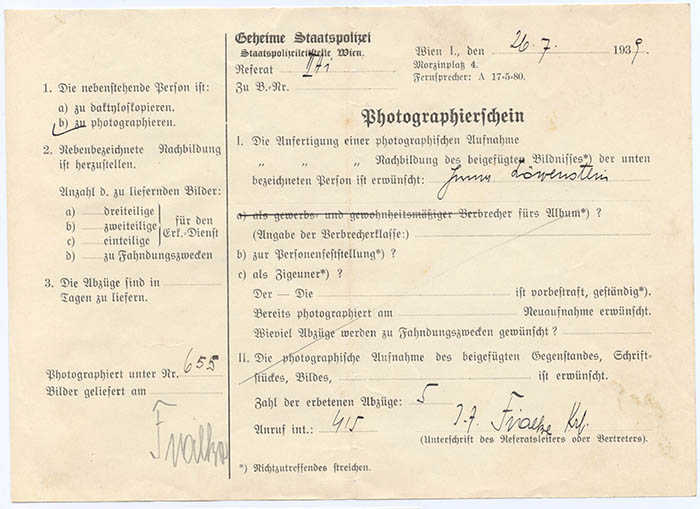 1. Die nebenstehende Person ist:
a) zu daktyloskopieren.
b) zu photographieren.
2. Nebenbezeichnete Nachbildung
ist herzustellen.
Anzahl d. zu liefernden Bilder:
a) dreiteilige
b) zweiteilige
c) einteilige
für den
Erk.-Dienst
d) zu Fahndungszwecken
3. Die Abzüge sind in
Tagen zu liefern.
Photographiert unter Nr. 655
Bilder geliefert am
Geheime Staatspolizei
Staatspolizeileitstelle Wien.
Referat
Zu B.-Nr.
Wien I., den 26.7. 1939
Morzinplatz 4.
Fernsprecher: A 17-5-80.
Photographierschein
I. Die Anfertigung einer photographischen Aufnahme
„ „ „ Nachbildung des beigefügten Bildnisses*) der unten
bezeichneten Person ist erwünscht: Löwenstein
a) als gewerbs- und gewohnheitsmäßiger Verbrecher fürs Album*) ?
(Angabe der Verbrecherklasse:)
b) zur Personenfeststellung*) ?
c) als Zigeuner*) ?
Der — Die ist vorbestraft, geständig*).
Bereits photographiert am Neuaufnahme erwünscht.
Wieviel Abzüge werden zu Fahndungszwecken gewünscht ?
II. Die photographische Aufnahme des beigefügten Gegenstandes, Schrift-
stückes, Bildes, ist erwünscht.
Zahl der erbetenen Abzüge: 5
Anruf int.: 415
(Unterschrift des Referatsleiters oder Vertreters).
*) Nichtzutreffendes streichen.